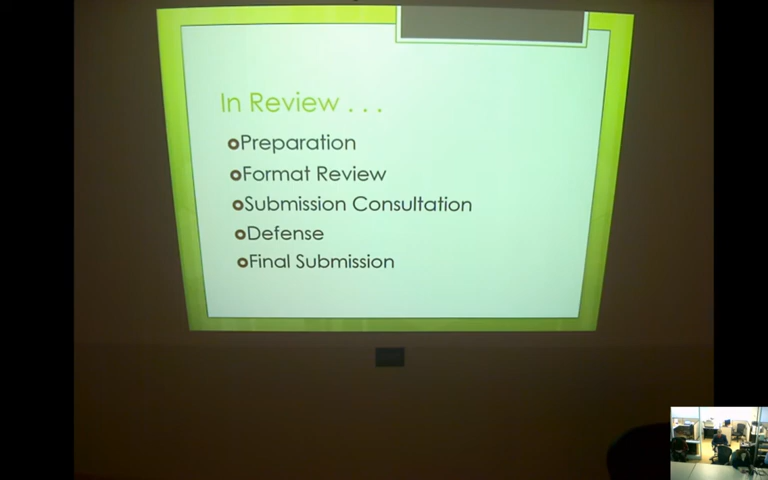 In Review . . .
Preparation
Format Review
Submission Consultation
Defense
Final Submission